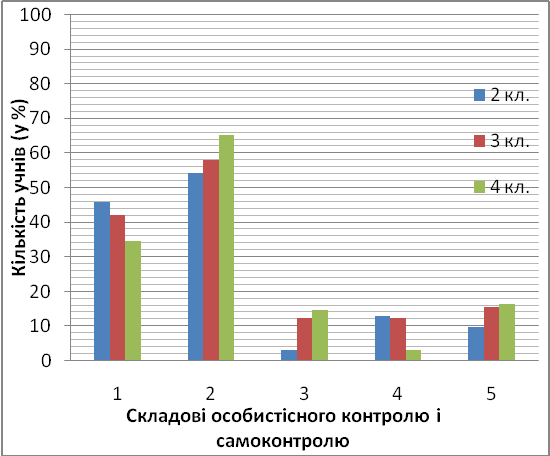 100
90
80
70
60
50
40
30
20
10
0
Кількість учнів (у %)
2 кл.
3 кл.
4 кл.
1 2 3 4 5
Складові особистісного контролю і
самоконтролю